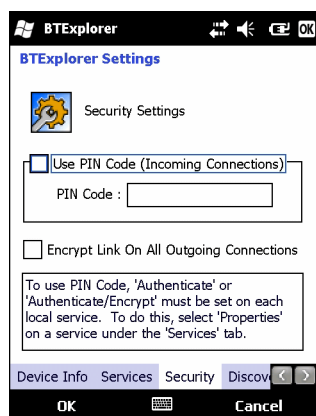 BTExplorer OK
BTExplorer Settings
Security Settings
Use PIN Code (Incoming Connections)
PIN Code :
Encrypt Link On All Outgoing Connections
To use PIN Code, 'Authenticate' or
'Authenticate/Encrypt' must be set on each
local service. To do this, select 'Properties'
on a service under the 'Services' tab.
Device Info Services Security Discov
OK Cancel